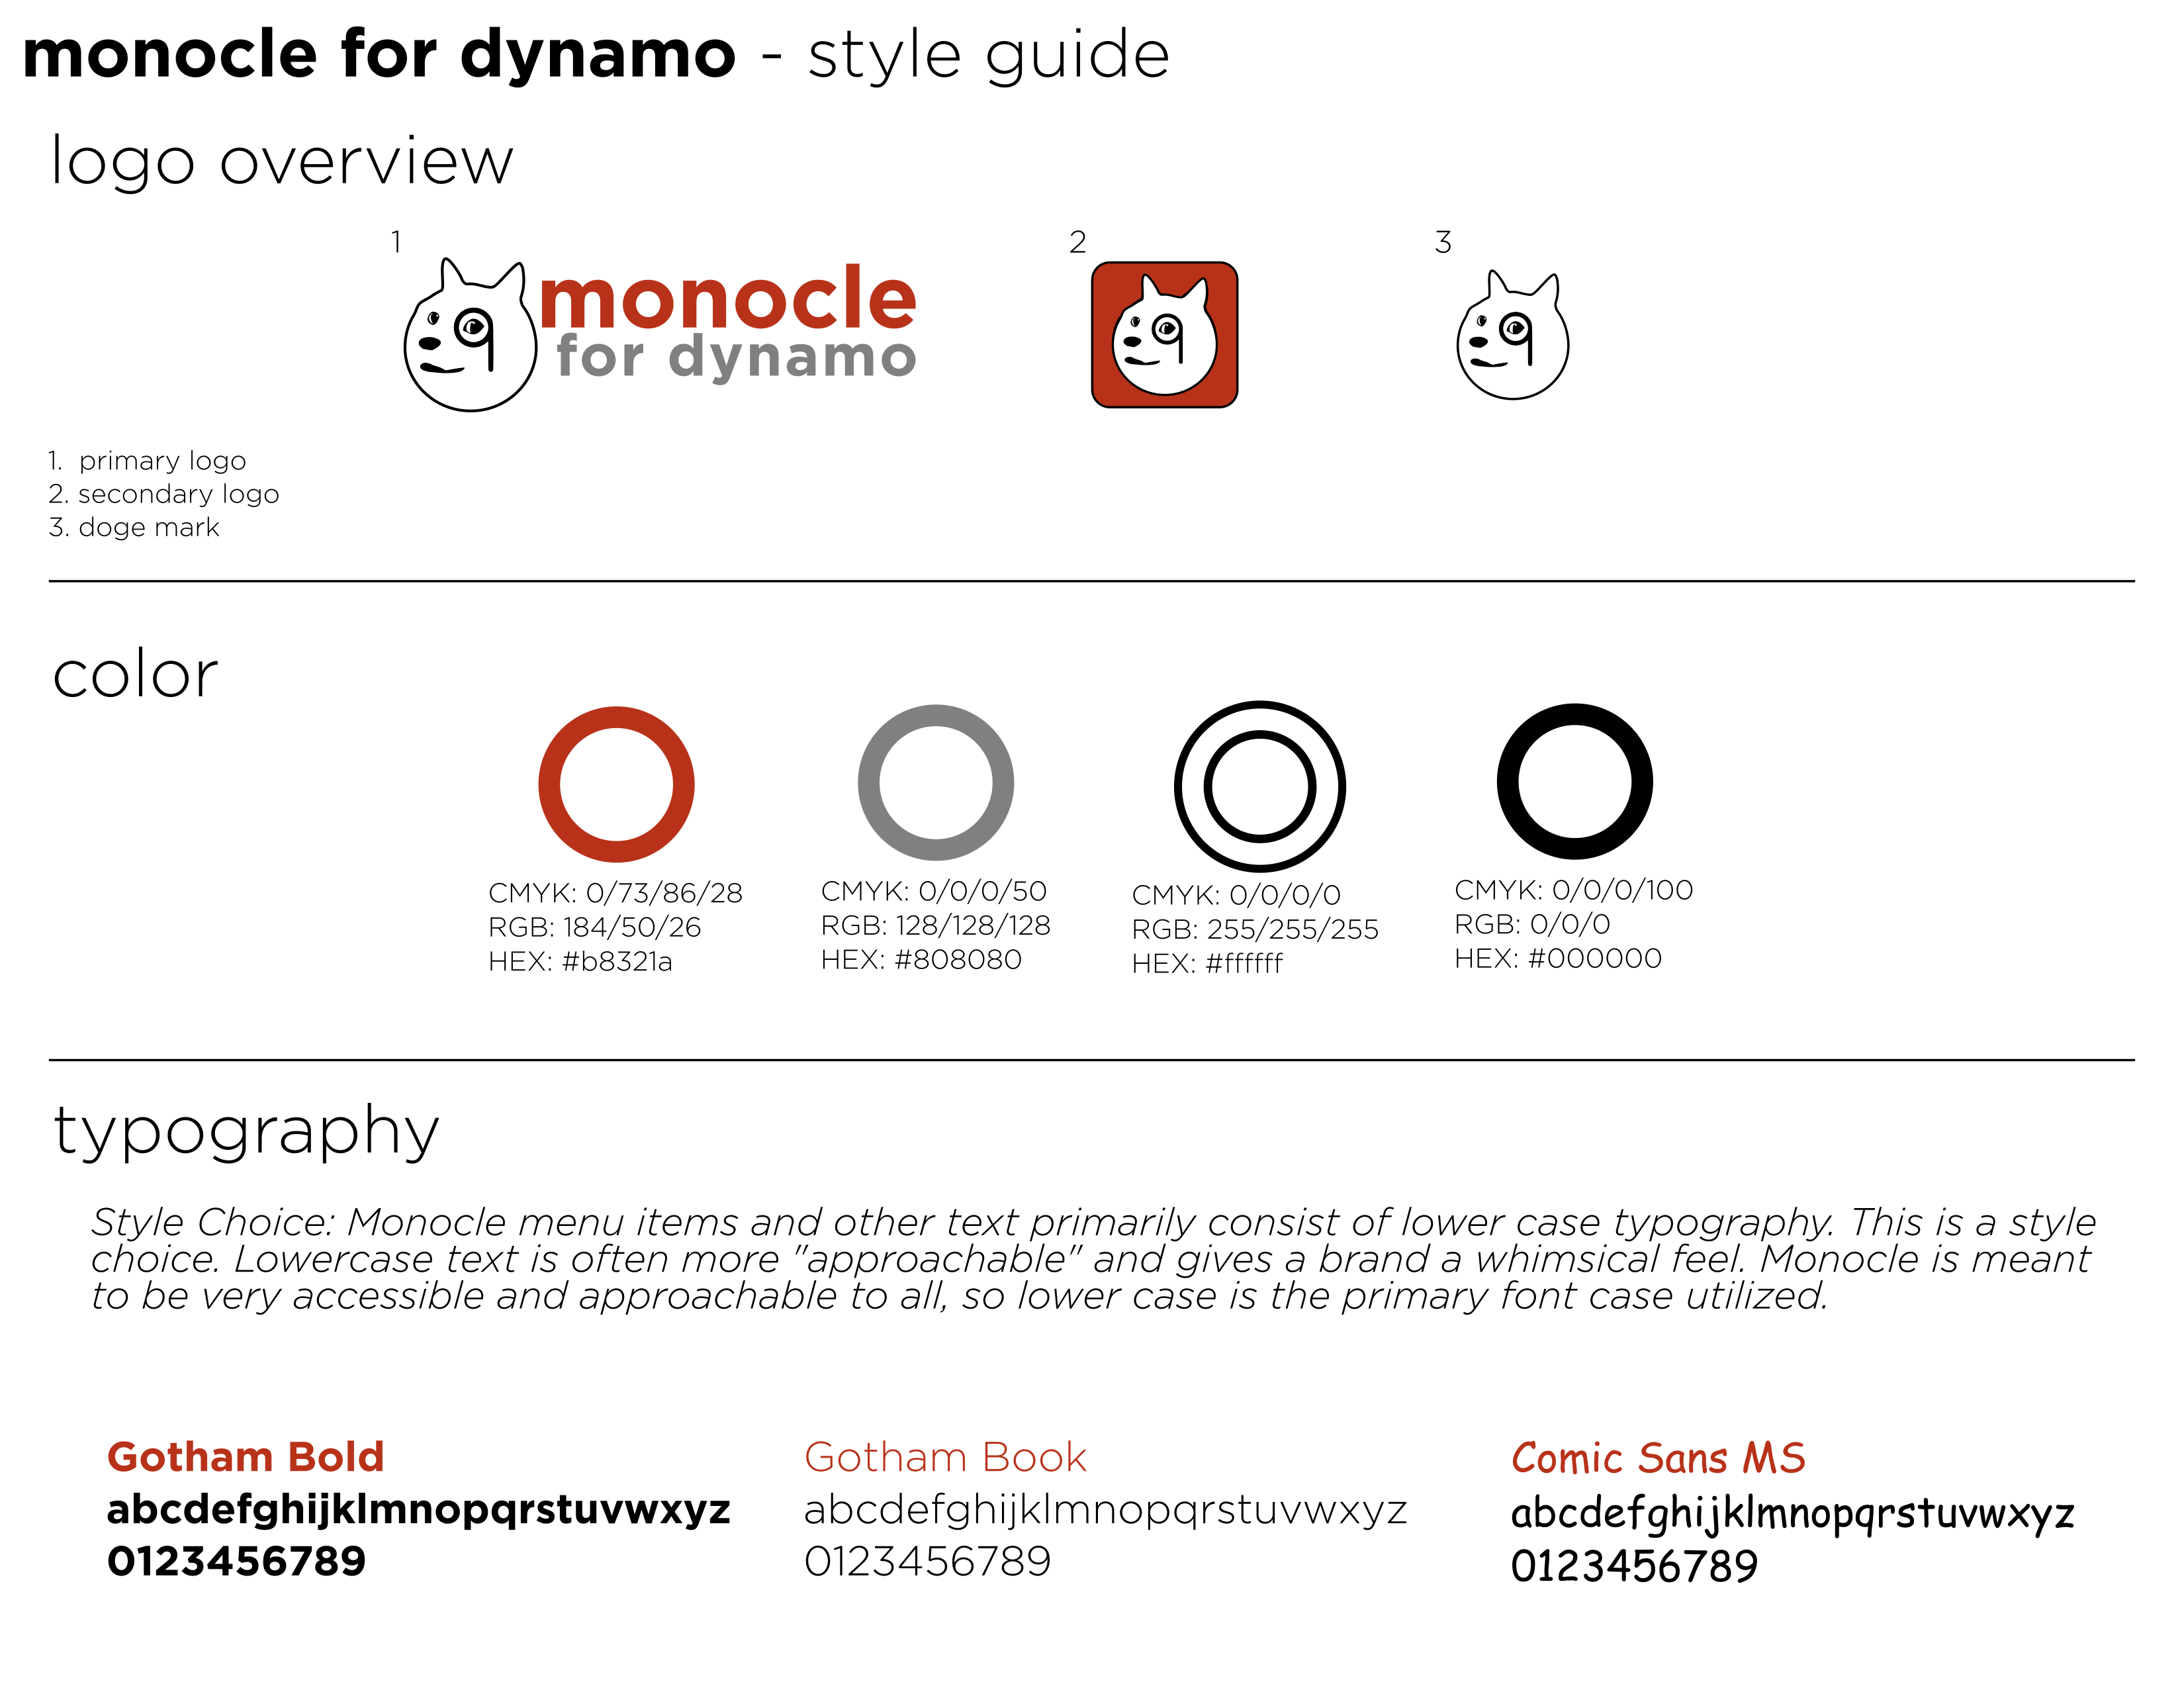 monocle for dynamo - style guide
logo overview
1
monocle
for dynamo
2
3
1. primary logo
2. secondary logo
3. doge mark
color
CMYK: 0/73/86/28
RGB: 184/50/26
HEX: #b8321a
CMYK: 0/0/0/50
RGB: 128/128/128
HEX: #808080
CMYK: 0/0/0/0
RGB: 255/255/255
HEX: #ffffff
CMYK: 0/0/0/100
RGB: 0/0/0
HEX: #000000
typography
Style Choice: Monocle menu items and other text primarily consist of lower case typography. This is a style
choice. Lowercase text is often more "approachable" and gives a brand a whimsical feel. Monocle is meant
to be very accessible and approachable to all, so lower case is the primary font case utilized.
Gotham Bold
abcdefghijklmnopqrstuvwxyz
0123456789
Gotham Book
abcdefghijklmnopqrstuvwxyz
0123456789
Comic Sans MS
abcdefghijklmnopqrstuvwxyz
0123456789